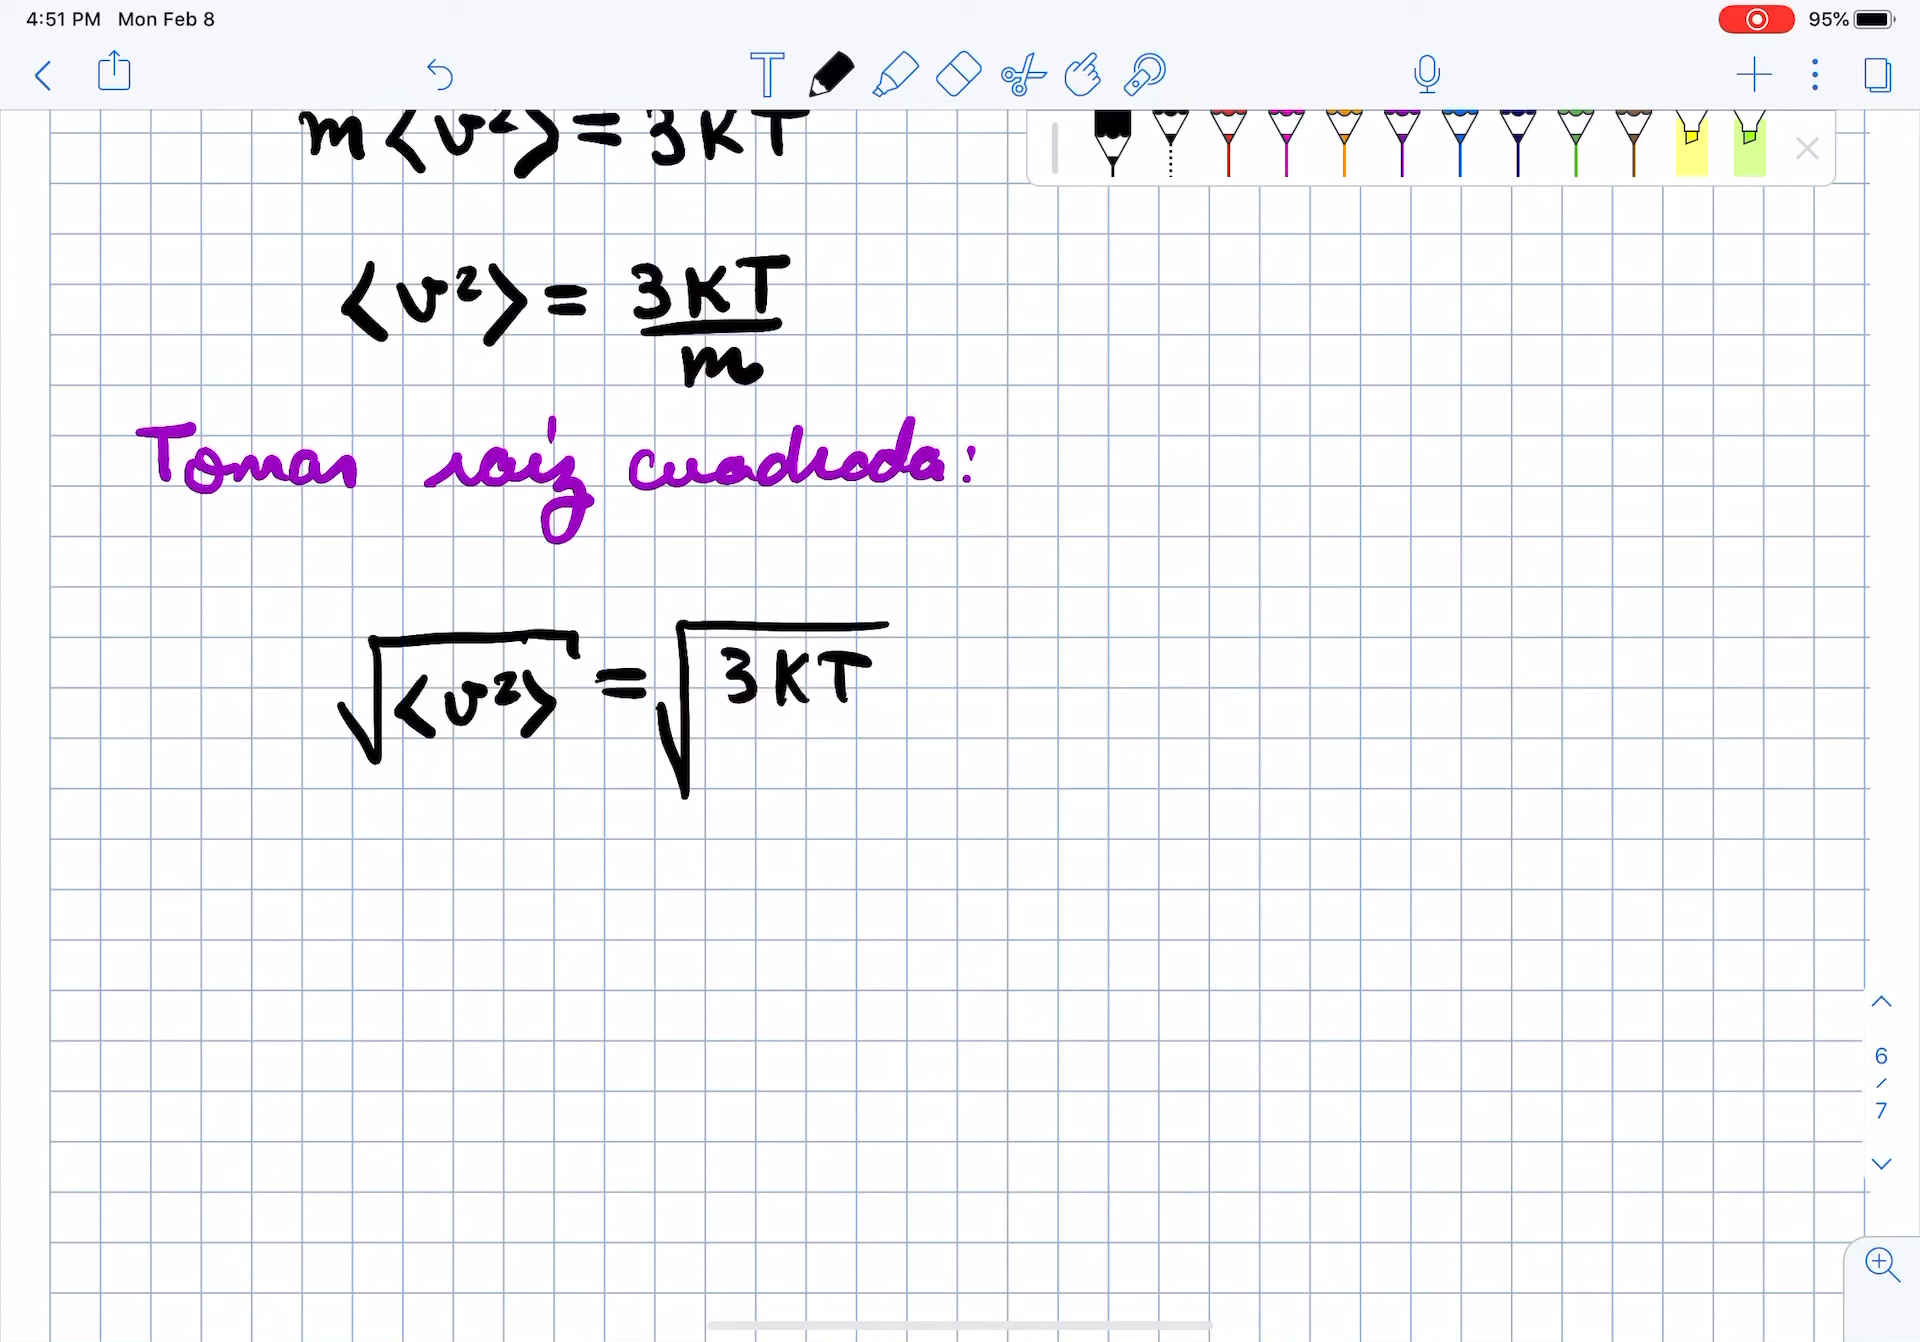 4:51 PM Mon Feb 8
95%
T
m⟨v²⟩ = 3KT
⟨v²⟩ = 3KT / m
Tomar raíz cuadrada:
√⟨v²⟩ = √3KT
6
/
7